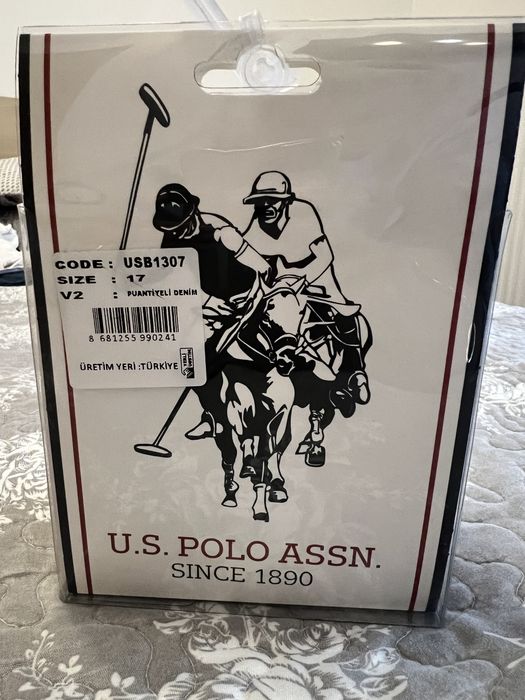 CODE : USB1307
SIZE : 17
V2 : PUANTİYELİ DENİM
8 681255 990241
ÜRETİM YERİ :TÜRKİYE
U.S. POLO ASSN.
SINCE 1890